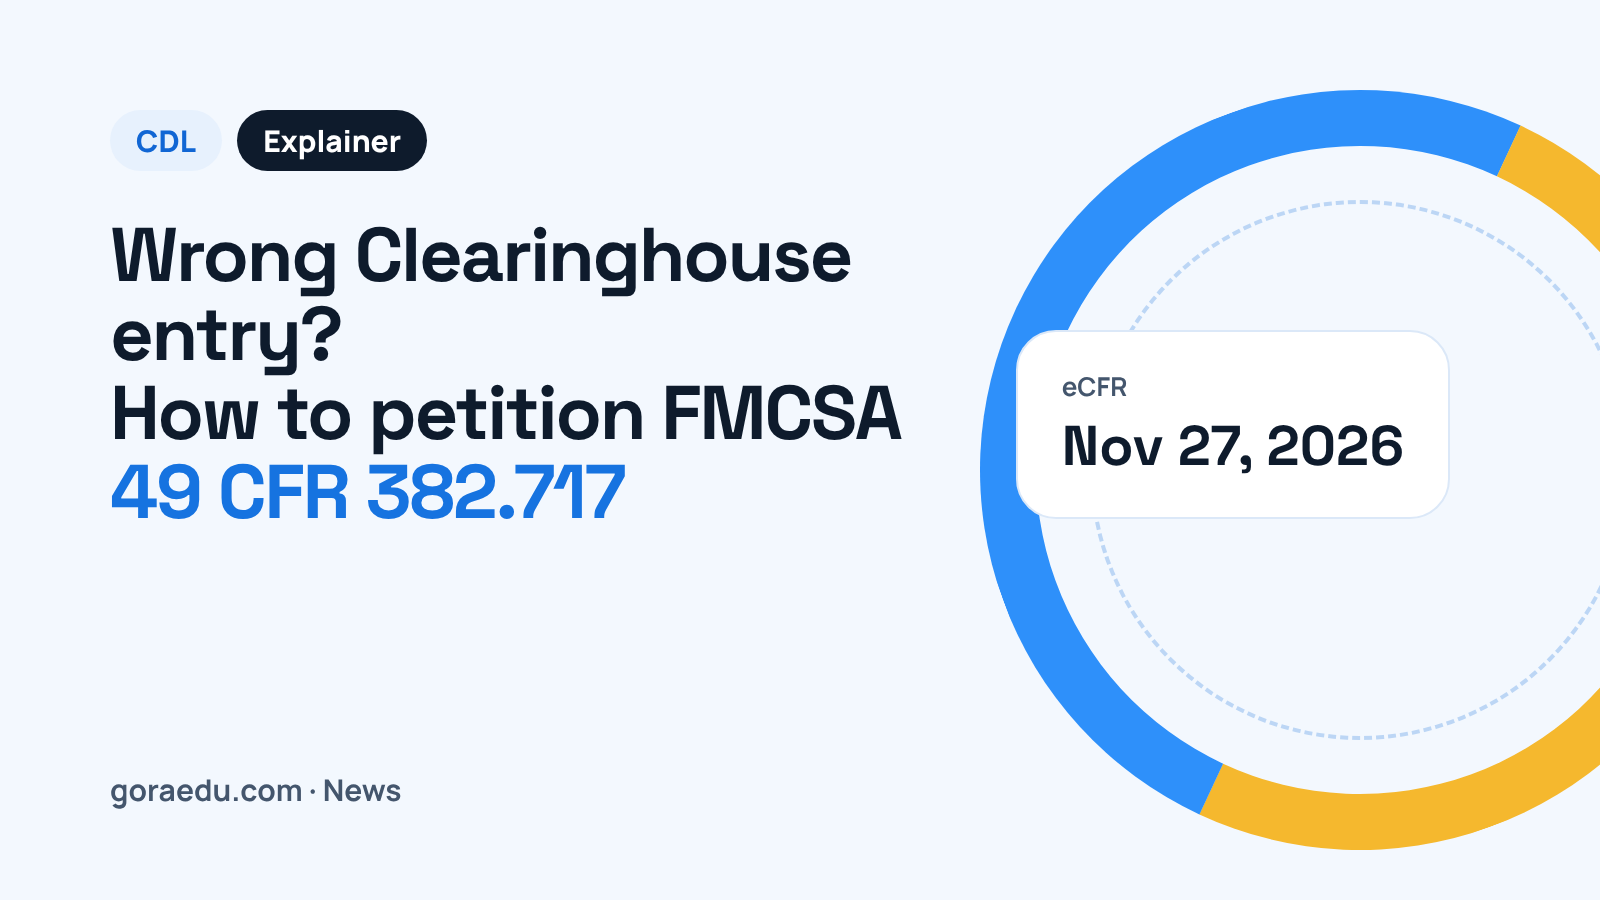 CDL
Explainer
Wrong Clearinghouse
entry?
How to petition FMCSA
49 CFR 382.717
eCFR
Nov 27, 2026
goraedu.com · News